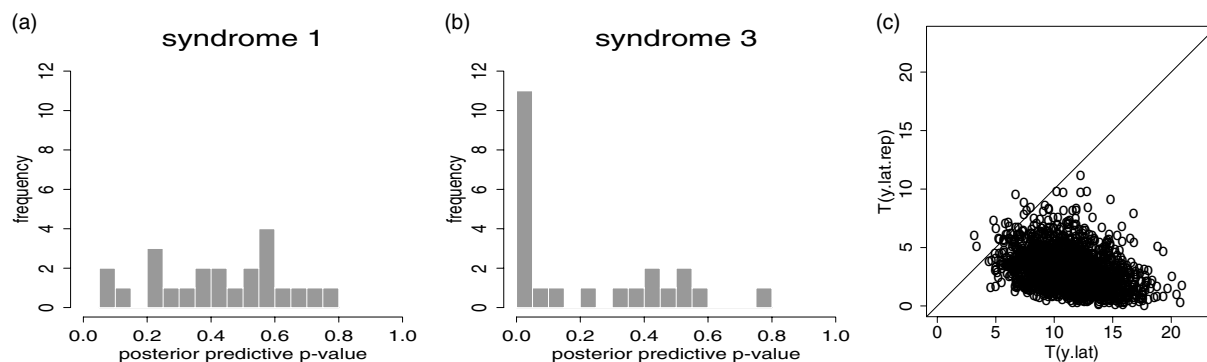 (a)
syndrome 1
frequency
0 2 4 6 8 10 12
0.0 0.2 0.4 0.6 0.8 1.0
posterior predictive p-value
(b)
syndrome 3
frequency
0 2 4 6 8 10 12
0.0 0.2 0.4 0.6 0.8 1.0
posterior predictive p-value
(c)
T(y.lat.rep)
0 5 10 15 20
0 5 10 15 20
T(y.lat)